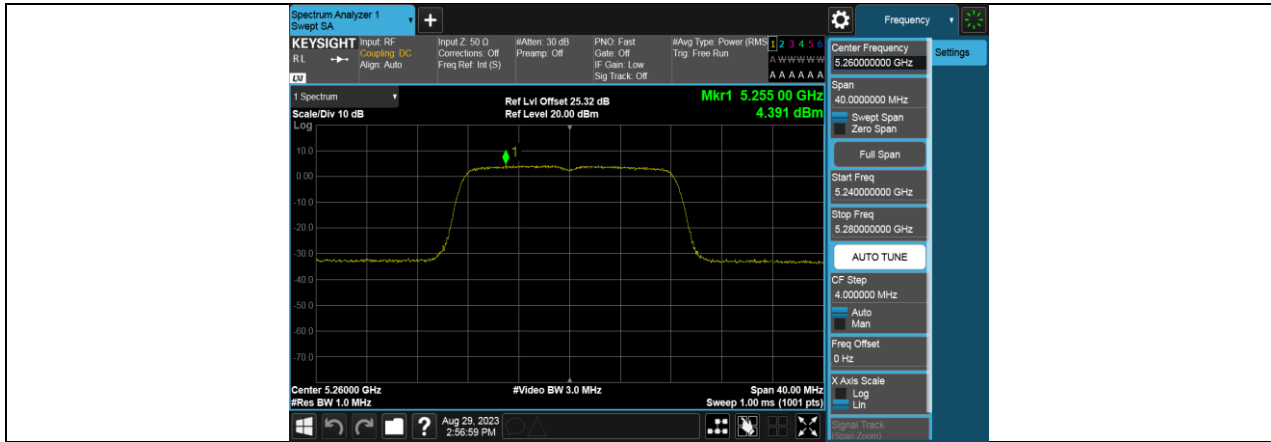 Spectrum Analyzer 1
Swept SA
Frequency
KEYSIGHT
RL
LXI
Input: RF
Coupling: DC
Align: Auto
Input Z: 50 Ω
Corrections: Off
Freq Ref: Int (S)
#Atten: 30 dB
Preamp: Off
PNO: Fast
Gate: Off
IF Gain: Low
Sig Track: Off
#Avg Type: Power (RMS
Trig: Free Run
1 2 3 4 5 6
A W W W W W
A A A A A A
1 Spectrum
Scale/Div 10 dB
Log
Ref Lvl Offset 25.32 dB
Ref Level 20.00 dBm
Mkr1 5.255 00 GHz
4.391 dBm
1
10.0
0.00
-10.0
-20.0
-30.0
-40.0
-50.0
-60.0
-70.0
Center 5.26000 GHz
#Video BW 3.0 MHz
Span 40.00 MHz
#Res BW 1.0 MHz
Sweep 1.00 ms (1001 pts)
?
Aug 29, 2023
2:56:59 PM
Center Frequency
5.260000000 GHz
Settings
Span
40.0000000 MHz
Swept Span
Zero Span
Full Span
Start Freq
5.240000000 GHz
Stop Freq
5.280000000 GHz
AUTO TUNE
CF Step
4.000000 MHz
Auto
Man
Freq Offset
0 Hz
X Axis Scale
Log
Lin
Signal Track
(Span Zoom)